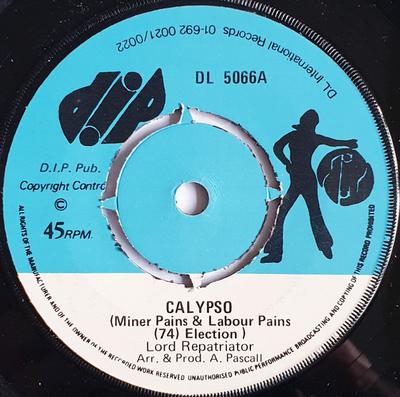 DL International Records 01-692 0021/0022
dip
DL 5066A
D.I.P. Pub.
Copyright Contro
©
dip
45RPM.
ALL RIGHTS OF THE MANUFACTURER AND OF THE OWNER OF THE RECORDED WORK RESERVED UNAUTHORISED PUBLIC PERFORMANCE BROADCASTING AND COPYING OF THIS RECORD PROHIBITED
CALYPSO
(Miner Pains & Labour Pains
(74) Election )
Lord Repatriator
Arr. & Prod. A. Pascall